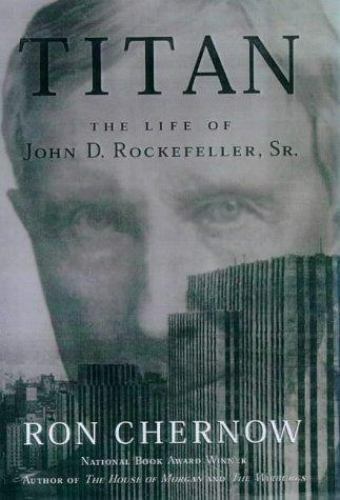 TITAN
THE LIFE OF
JOHN D. ROCKEFELLER, SR.
RON CHERNOW
NATIONAL BOOK AWARD WINNER
AUTHOR OF THE HOUSE OF MORGAN AND THE WARBURGS